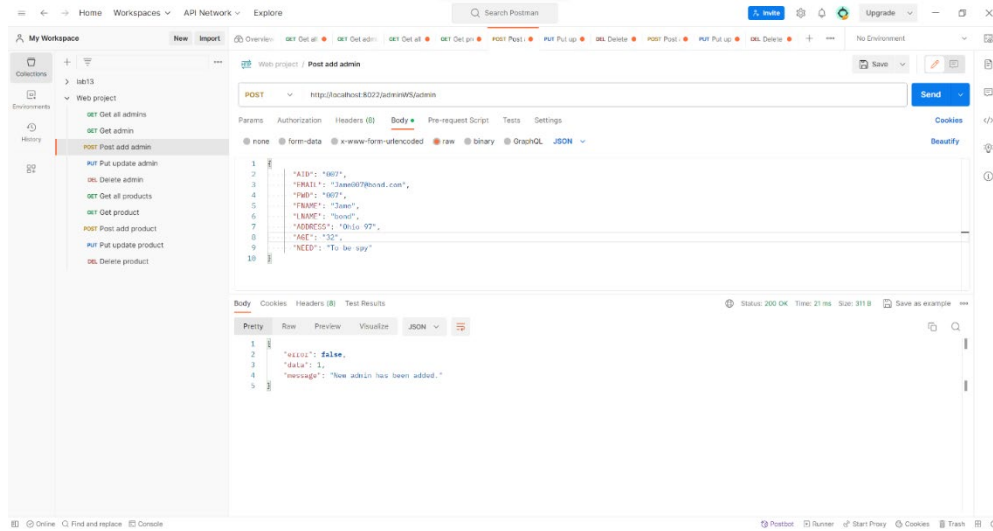 Home Workspaces API Network Explore Search Postman Invite Upgrade
My Workspace New Import Overview GET Get all GET Get adm GET Get all GET Get pr POST Post PUT Put up DEL Delete POST Post PUT Put up DEL Delete No Environment
Collections
Environments
History
lab13
Web project
GET Get all admins
GET Get admin
POST Post add admin
PUT Put update admin
DEL Delete admin
GET Get all products
GET Get product
POST Post add product
PUT Put update product
DEL Delete product
Web project / Post add admin Save
POST http://localhost:8022/adminWS/admin Send
Params Authorization Headers (8) Body Pre-request Script Tests Settings Cookies
none form-data x-www-form-urlencoded raw binary GraphQL JSON Beautify
1 {
2 "AID": "007",
3 "EMAIL": "Jame007@bond.com",
4 "PWD": "007",
5 "FNAME": "Jame",
6 "LNAME": "bond",
7 "ADDRESS": "Ohio 97",
8 "AGE": "32",
9 "NEED": "To be spy"
10 }
Body Cookies Headers (8) Test Results Status: 200 OK Time: 21 ms Size: 311 B Save as example
Pretty Raw Preview Visualize JSON
1 {
2 "error": false,
3 "data": 1,
4 "message": "New admin has been added."
5 }
Online Find and replace Console Postbot Runner Start Proxy Cookies Trash